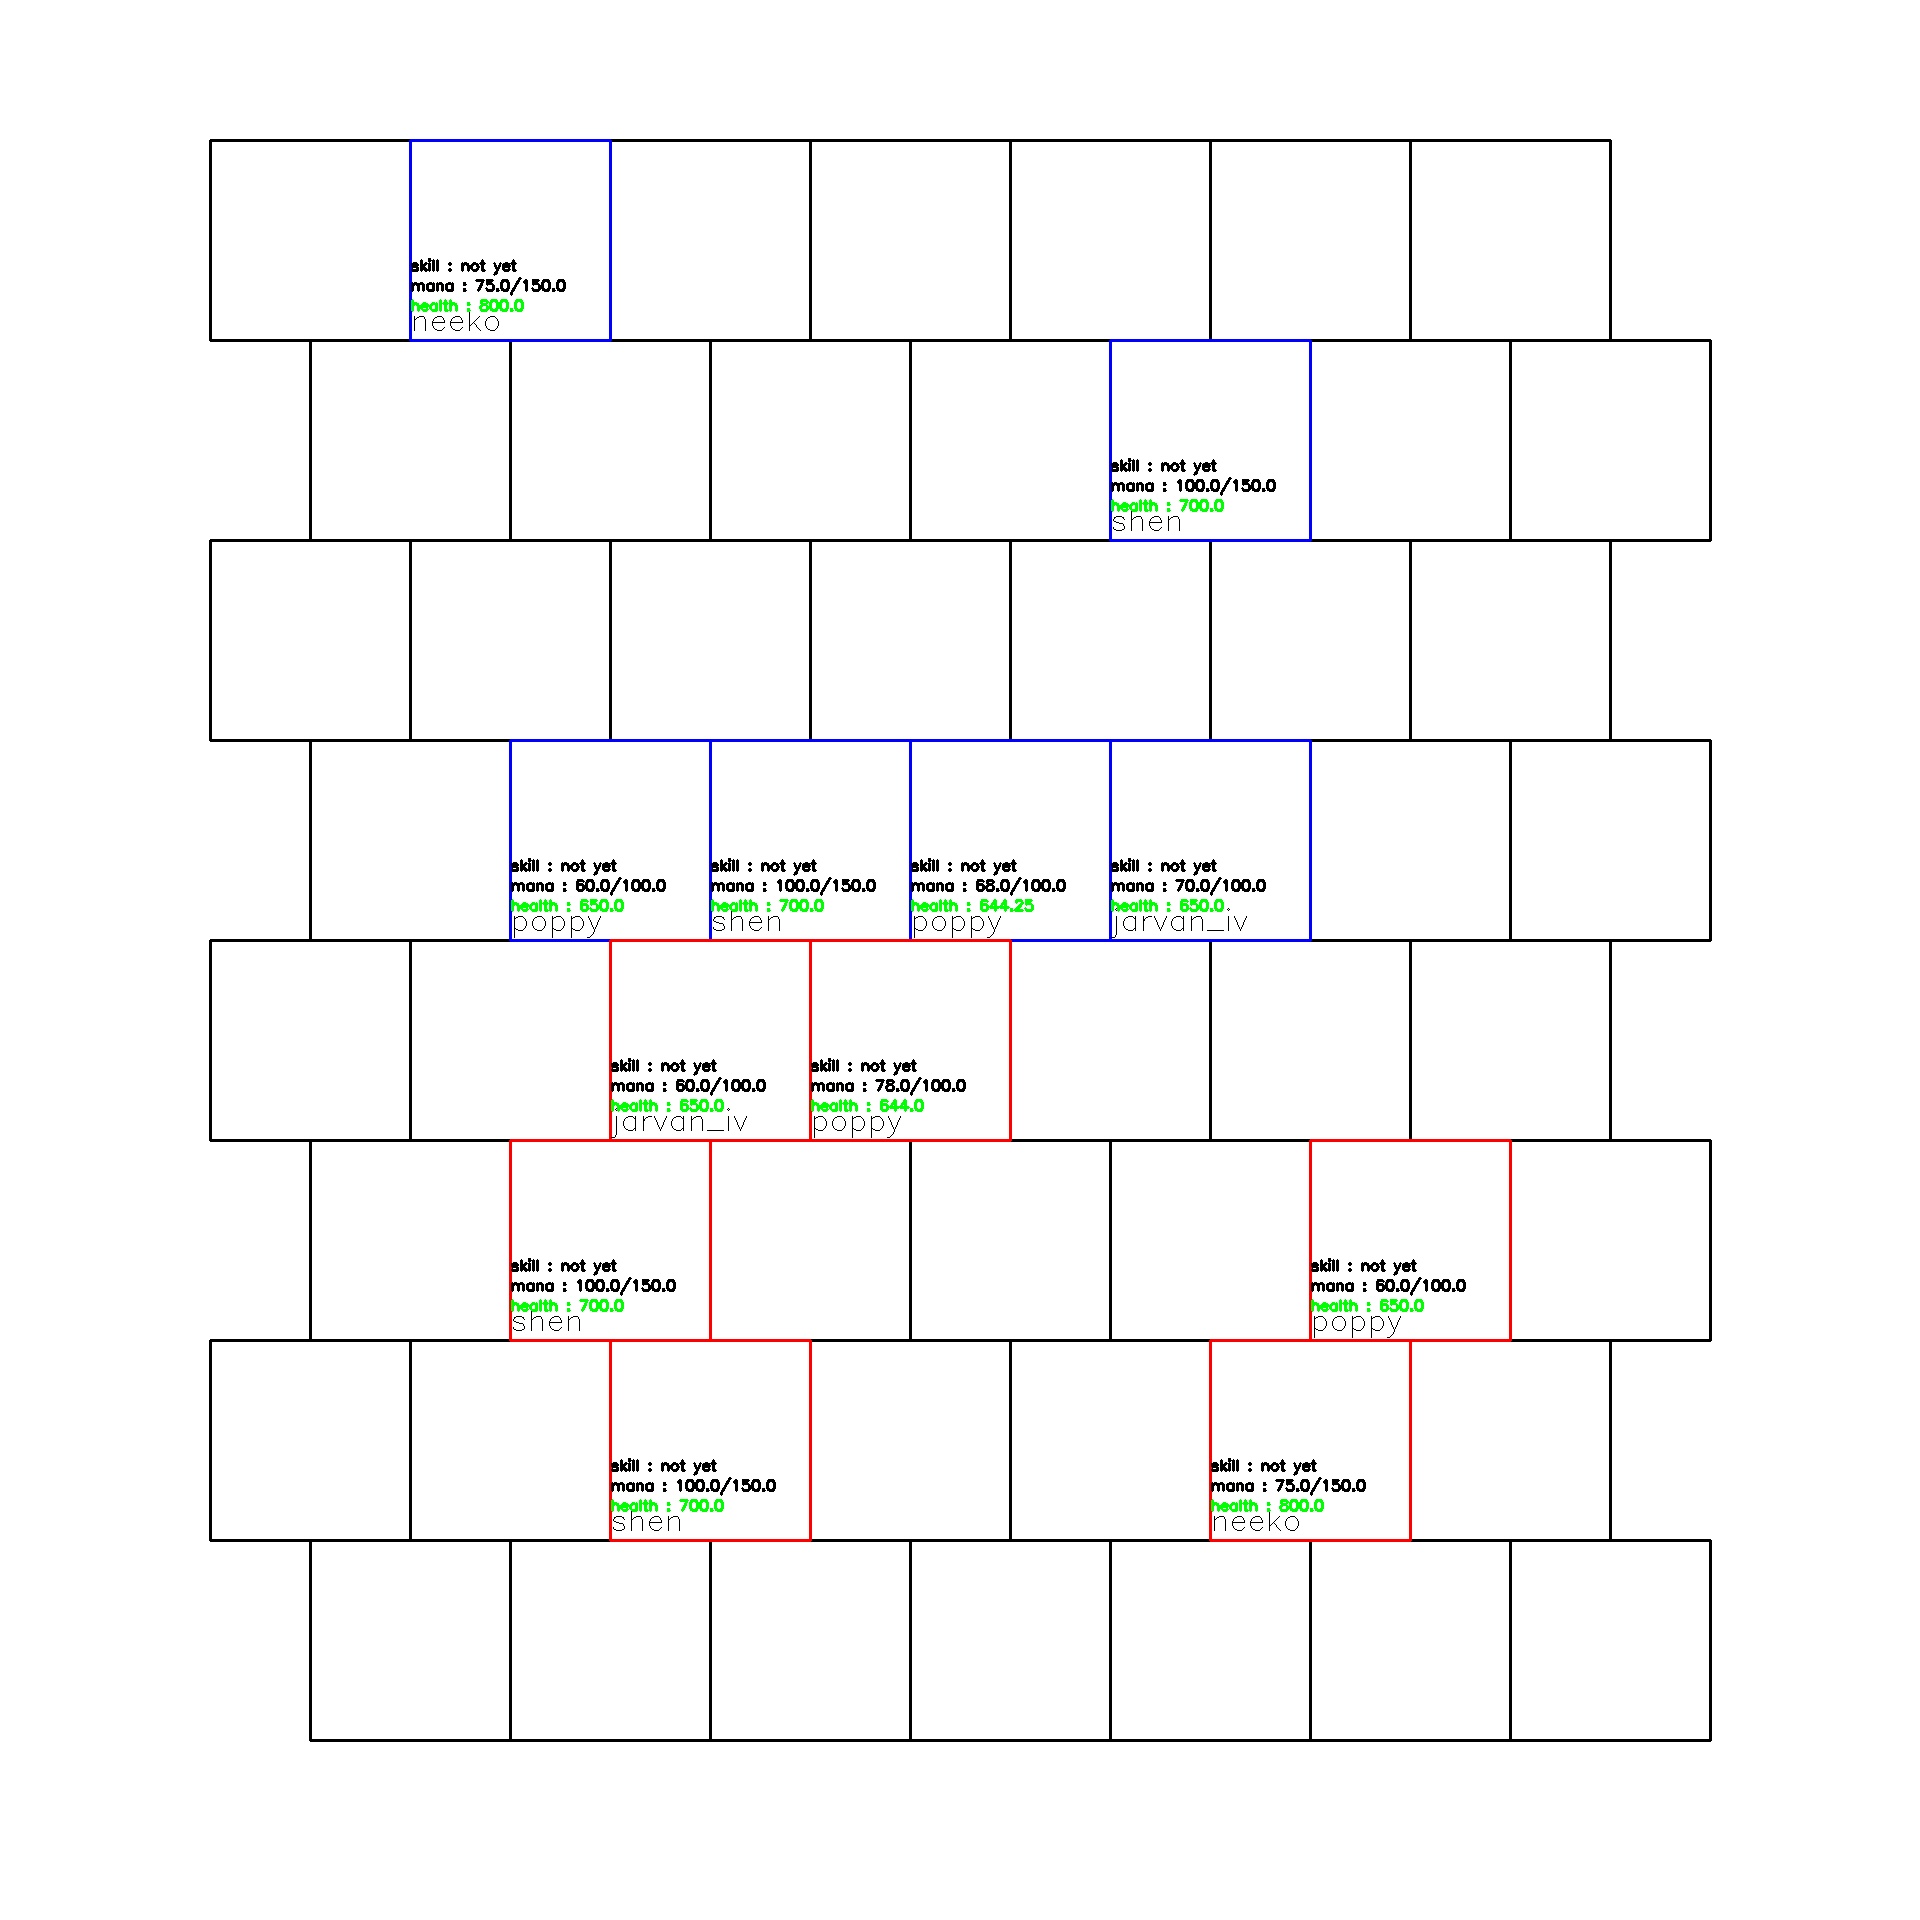 skill : not yet
mana : 75.0/150.0
health : 800.0
neeko
skill : not yet
mana : 100.0/150.0
health : 700.0
shen
skill : not yet
mana : 60.0/100.0
health : 650.0
poppy
skill : not yet
mana : 100.0/150.0
health : 700.0
shen
skill : not yet
mana : 68.0/100.0
health : 644.25
poppy
skill : not yet
mana : 70.0/100.0
health : 650.0
jarvan_iv
skill : not yet
mana : 60.0/100.0
health : 650.0
jarvan_iv
skill : not yet
mana : 78.0/100.0
health : 644.0
poppy
skill : not yet
mana : 100.0/150.0
health : 700.0
shen
skill : not yet
mana : 60.0/100.0
health : 650.0
poppy
skill : not yet
mana : 100.0/150.0
health : 700.0
shen
skill : not yet
mana : 75.0/150.0
health : 800.0
neeko